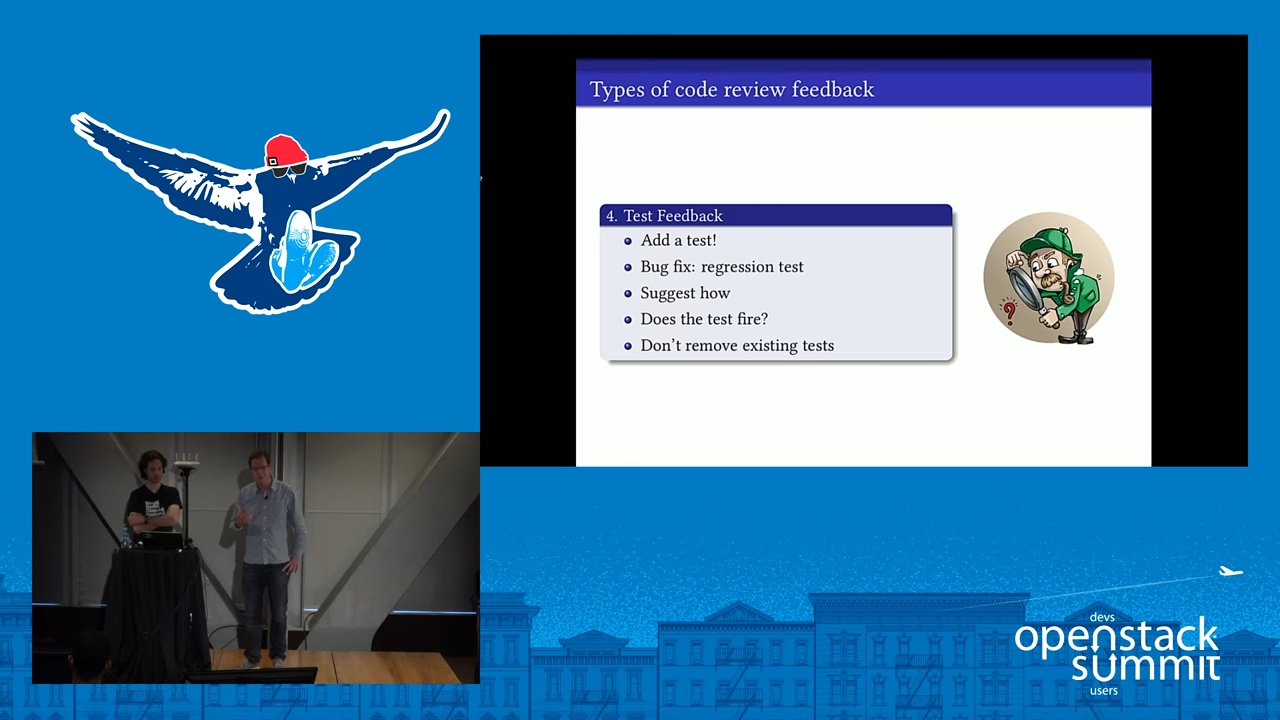 Types of code review feedback
4. Test Feedback
Add a test!
Bug fix: regression test
Suggest how
Does the test fire?
Don't remove existing tests
devs
openstack
summit
users